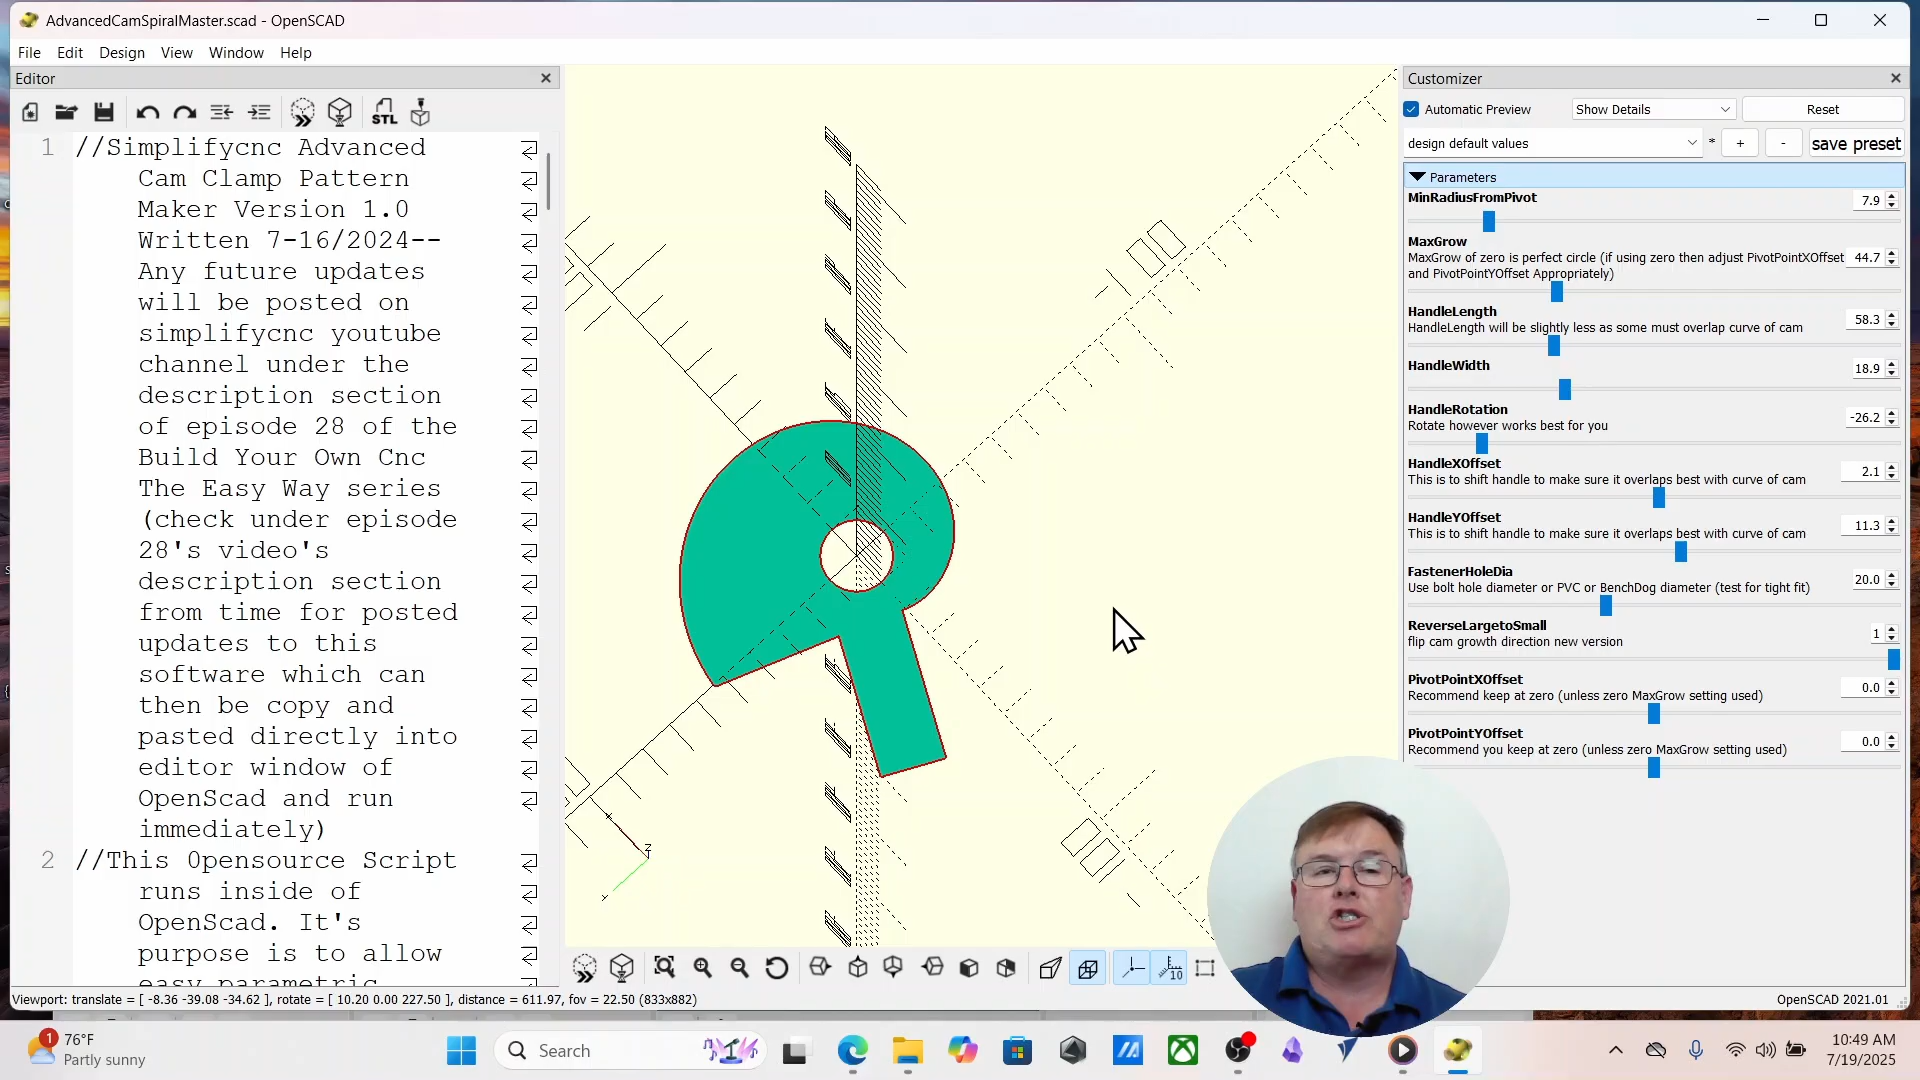 AdvancedCamSpiralMaster.scad - OpenSCAD
File Edit Design View Window Help
Editor
STL
1 //Simplifycnc Advanced
Cam Clamp Pattern
Maker Version 1.0
Written 7-16/2024--
Any future updates
will be posted on
simplifycnc youtube
channel under the
description section
of episode 28 of the
Build Your Own Cnc
The Easy Way series
(check under episode
28's video's
description section
from time for posted
updates to this
software which can
then be copy and
pasted directly into
editor window of
OpenScad and run
immediately)
2 //This Opensource Script
runs inside of
OpenScad. It's
purpose is to allow
easy parametric
z
10
Viewport: translate = [ -8.36 -39.08 -34.62 ], rotate = [ 10.20 0.00 227.50 ], distance = 611.97, fov = 22.50 (833x882)
Customizer
Automatic Preview Show Details Reset
design default values * + - save preset
Parameters
MinRadiusFromPivot
7.9
MaxGrow
MaxGrow of zero is perfect circle (if using zero then adjust PivotPointXOffset
and PivotPointYOffset Appropriately)
44.7
HandleLength
HandleLength will be slightly less as some must overlap curve of cam
58.3
HandleWidth
18.9
HandleRotation
Rotate however works best for you
-26.2
HandleXOffset
This is to shift handle to make sure it overlaps best with curve of cam
2.1
HandleYOffset
This is to shift handle to make sure it overlaps best with curve of cam
11.3
FastenerHoleDia
Use bolt hole diameter or PVC or BenchDog diameter (test for tight fit)
20.0
ReverseLargetoSmall
flip cam growth direction new version
1
PivotPointXOffset
Recommend keep at zero (unless zero MaxGrow setting used)
0.0
PivotPointYOffset
Recommend you keep at zero (unless zero MaxGrow setting used)
0.0
OpenSCAD 2021.01
1
76°F
Partly sunny
Search
10:49 AM
7/19/2025